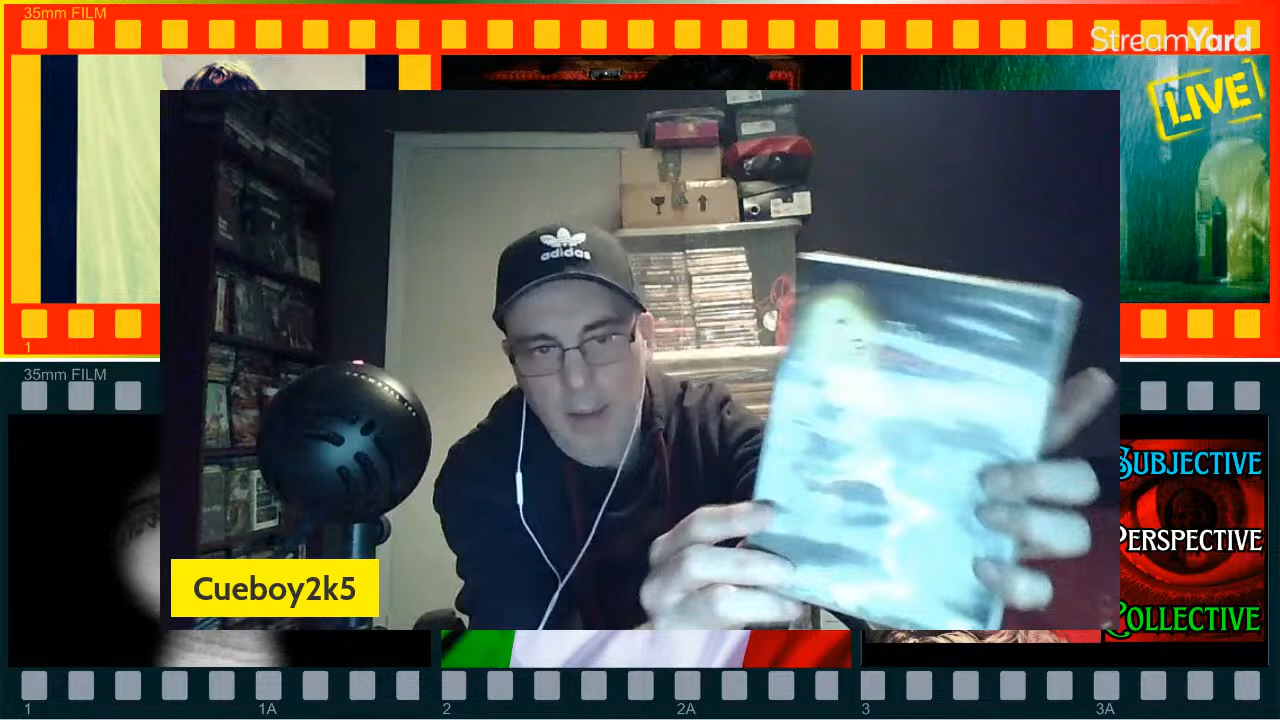 35mm FILM
StreamYard
LIVE
adidas
1
35mm FILM
SUBJECTIVE
PERSPECTIVE
COLLECTIVE
Cueboy2k5
1
1A
2
2A
3
3A